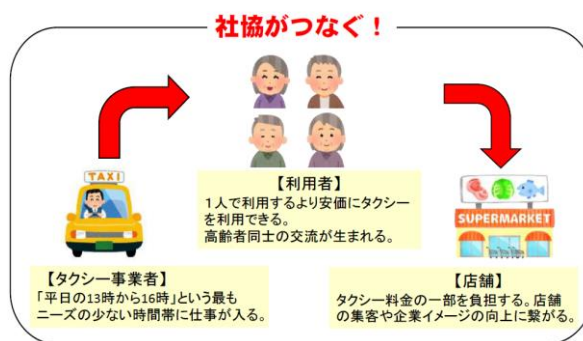 社協がつなぐ！
TAXI
【利用者】
1人で利用するより安価にタクシー
を利用できる。
高齢者同士の交流が生まれる。
SUPERMARKET
【タクシー事業者】
「平日の13時から16時」という最も
ニーズの少ない時間帯に仕事が入る。
【店舗】
タクシー料金の一部を負担する。店舗
の集客や企業イメージの向上に繋がる。